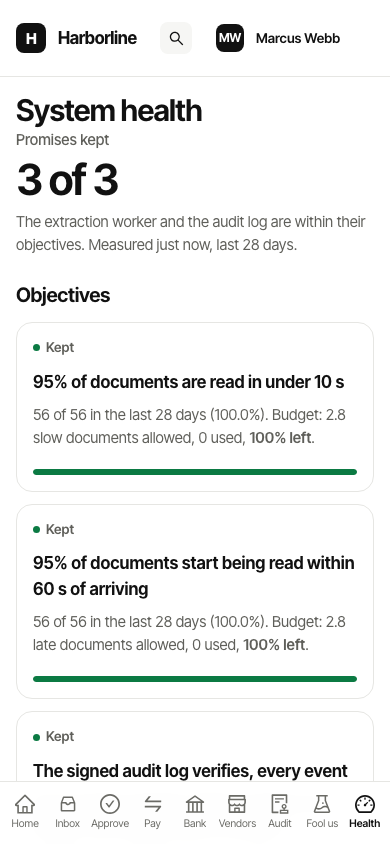 H Harborline MW Marcus Webb
System health
Promises kept
3 of 3
The extraction worker and the audit log are within their
objectives. Measured just now, last 28 days.
Objectives
Kept
95% of documents are read in under 10 s
56 of 56 in the last 28 days (100.0%). Budget: 2.8
slow documents allowed, 0 used, 100% left.
Kept
95% of documents start being read within
60 s of arriving
56 of 56 in the last 28 days (100.0%). Budget: 2.8
late documents allowed, 0 used, 100% left.
Kept
The signed audit log verifies, every event
Home Inbox Approve Pay Bank Vendors Audit Fool us Health